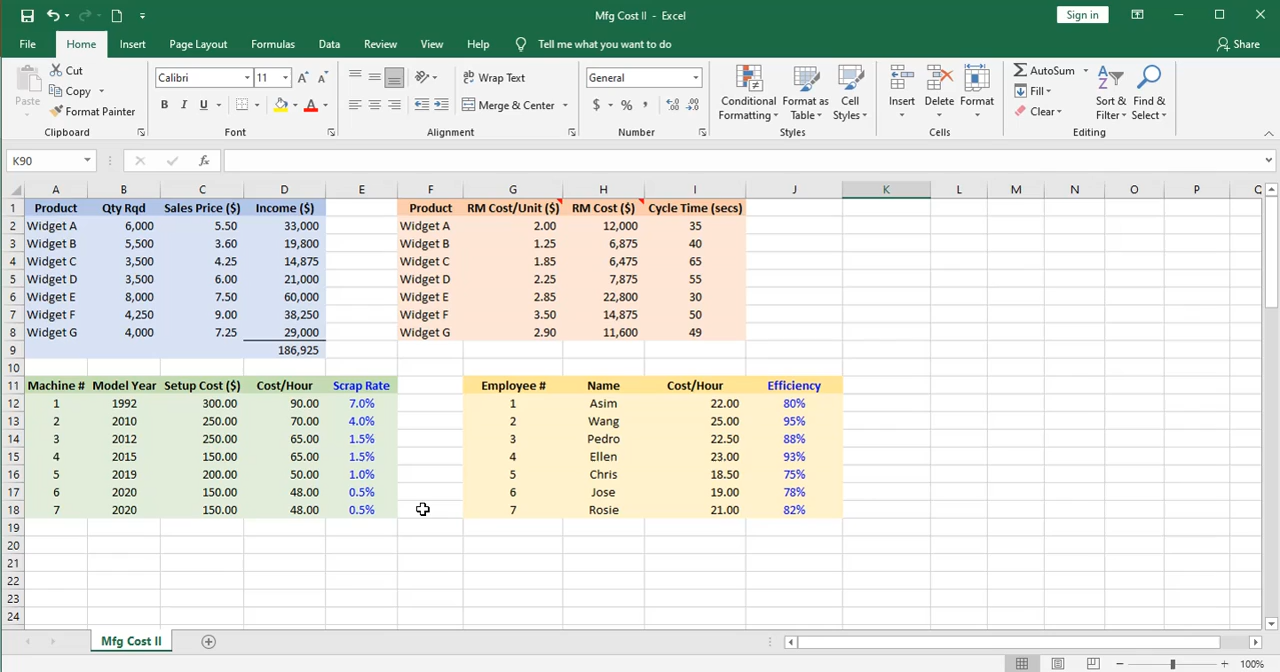 Mfg Cost II - Excel
Sign in
File Home Insert Page Layout Formulas Data Review View Help Tell me what you want to do Share
Paste Cut Copy Format Painter Clipboard
Calibri 11 B I U A Font
ab Wrap Text Merge & Center Alignment
General $ % , Number
Conditional Formatting Format as Table Cell Styles Styles
Insert Delete Format Cells
AutoSum Fill Clear Sort & Filter Find & Select Editing
K90 fx
A B C D E F G H I J K L M N O P
1 Product Qty Rqd Sales Price ($) Income ($) Product RM Cost/Unit ($) RM Cost ($) Cycle Time (secs)
2 Widget A 6,000 5.50 33,000 Widget A 2.00 12,000 35
3 Widget B 5,500 3.60 19,800 Widget B 1.25 6,875 40
4 Widget C 3,500 4.25 14,875 Widget C 1.85 6,475 65
5 Widget D 3,500 6.00 21,000 Widget D 2.25 7,875 55
6 Widget E 8,000 7.50 60,000 Widget E 2.85 22,800 30
7 Widget F 4,250 9.00 38,250 Widget F 3.50 14,875 50
8 Widget G 4,000 7.25 29,000 Widget G 2.90 11,600 49
9 186,925
10
11 Machine # Model Year Setup Cost ($) Cost/Hour Scrap Rate Employee # Name Cost/Hour Efficiency
12 1 1992 300.00 90.00 7.0% 1 Asim 22.00 80%
13 2 2010 250.00 70.00 4.0% 2 Wang 25.00 95%
14 3 2012 250.00 65.00 1.5% 3 Pedro 22.50 88%
15 4 2015 150.00 65.00 1.5% 4 Ellen 23.00 93%
16 5 2019 200.00 50.00 1.0% 5 Chris 18.50 75%
17 6 2020 150.00 48.00 0.5% 6 Jose 19.00 78%
18 7 2020 150.00 48.00 0.5% 7 Rosie 21.00 82%
19
20
21
22
23
24
Mfg Cost II
100%